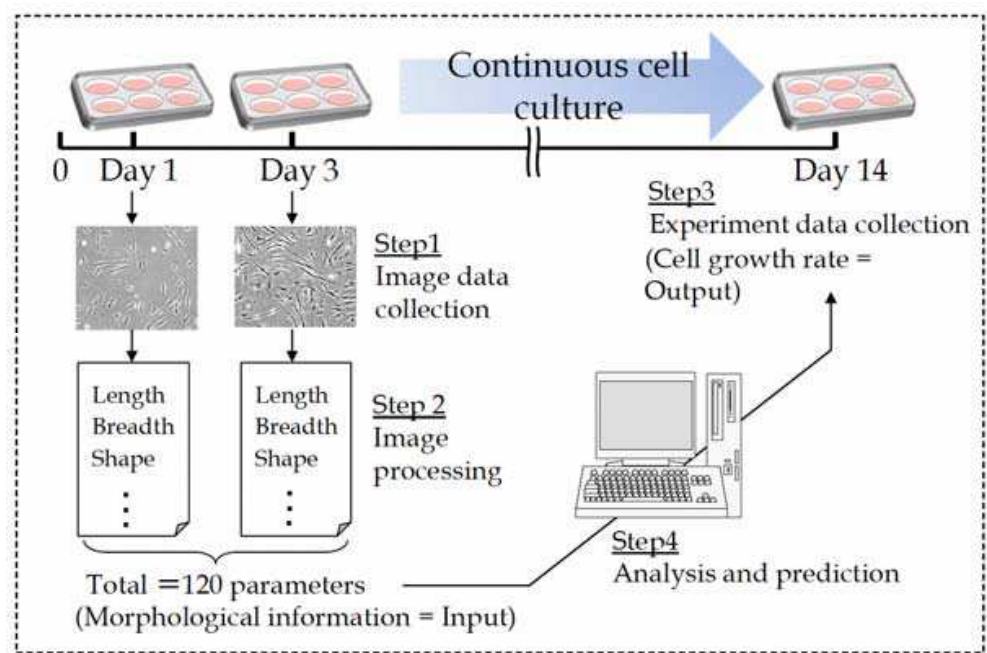 Continuous cell
culture
0 Day 1 Day 3 Day 14
Step1
Image data
collection
Step3
Experiment data collection
(Cell growth rate =
Output)
Length
Breadth
Shape
⋮
Length
Breadth
Shape
⋮
Step 2
Image
processing
Step4
Analysis and prediction
Total =120 parameters
(Morphological information = Input)